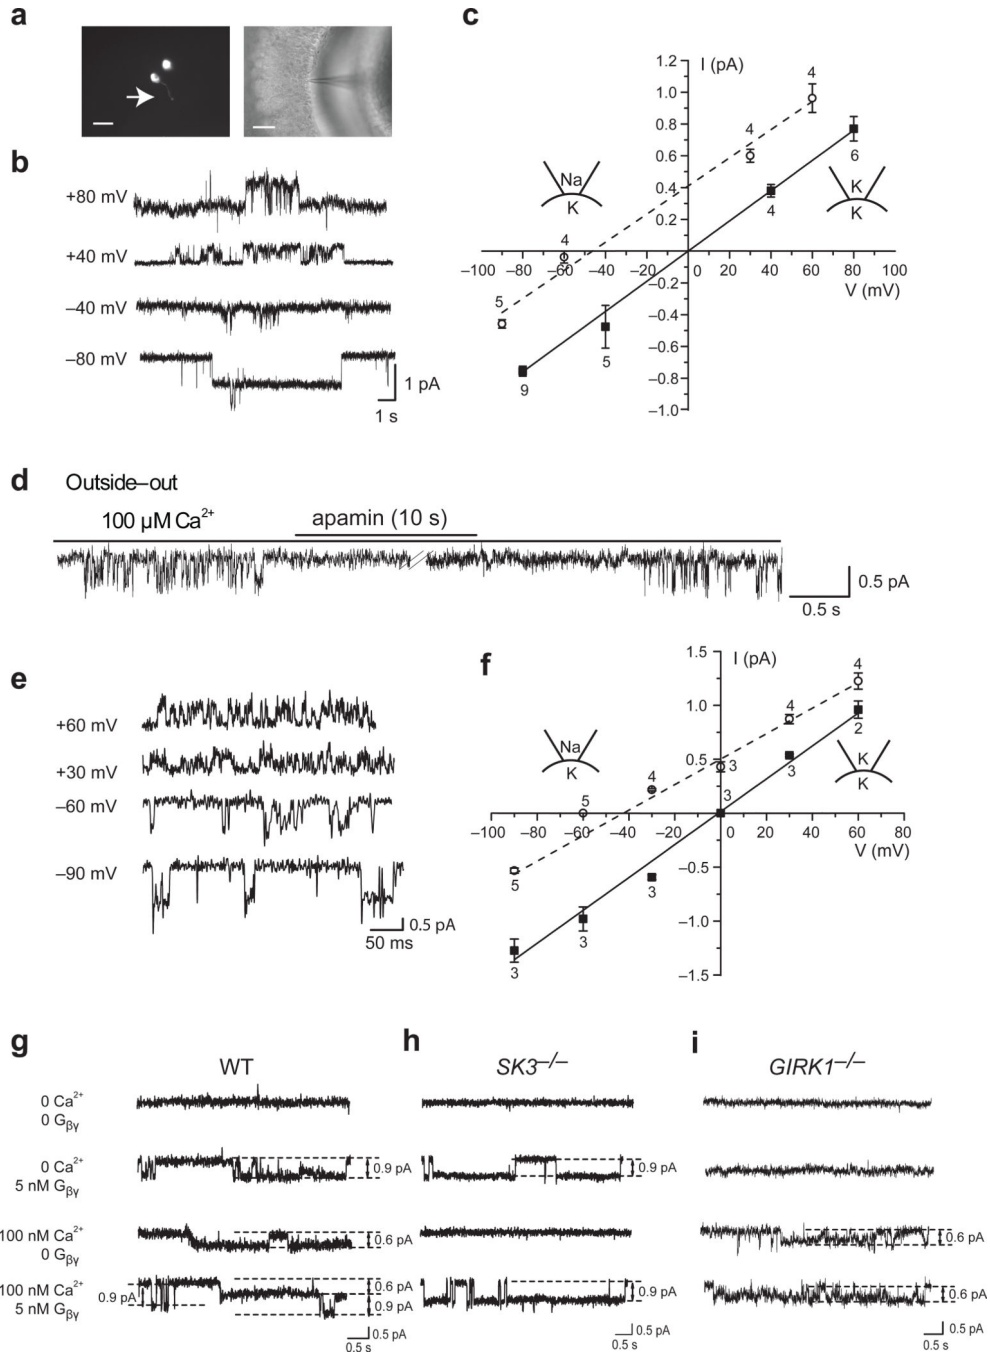 a
b
+80 mV
+40 mV
−40 mV
−80 mV
1 pA
1 s
c
I (pA)
1.2
1.0
0.8
0.6
0.4
0.2
−0.2
−0.4
−0.6
−0.8
−1.0
−100 −80 −60 −40 −20 0 20 40 60 80 100
V (mV)
4
4
4
5
6
4
5
9
Na
K
K
K
d
Outside–out
100 µM Ca²⁺
apamin (10 s)
0.5 pA
0.5 s
e
+60 mV
+30 mV
−60 mV
−90 mV
0.5 pA
50 ms
f
I (pA)
1.5
1.0
0.5
−0.5
−1.0
−1.5
−100 −80 −60 −40 −20 0 20 40 60 80
V (mV)
4
4
3
4
5
5
2
3
3
3
3
3
Na
K
K
K
g
WT
h
SK3⁻/⁻
i
GIRK1⁻/⁻
0 Ca²⁺
0 Gβγ
0 Ca²⁺
5 nM Gβγ
0.9 pA
0.9 pA
100 nM Ca²⁺
0 Gβγ
0.6 pA
0.6 pA
100 nM Ca²⁺
5 nM Gβγ
0.9 pA
0.6 pA
0.9 pA
0.9 pA
0.6 pA
0.5 pA
0.5 s
0.5 pA
0.5 s
0.5 pA
0.5 s